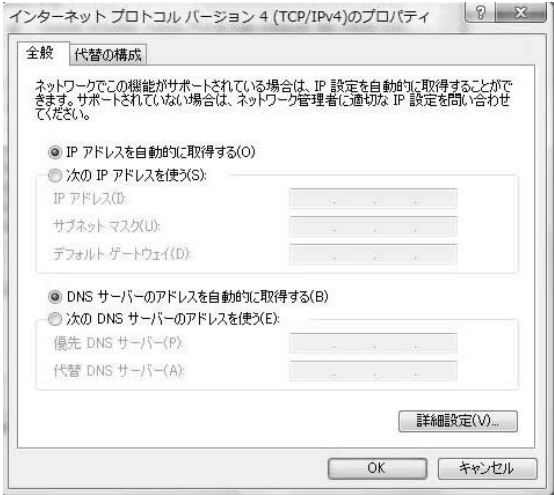 インターネット プロトコル バージョン 4 (TCP/IPv4)のプロパティ
全般
代替の構成
ネットワークでこの機能がサポートされている場合は、IP 設定を自動的に取得することがで
きます。サポートされていない場合は、ネットワーク管理者に適切な IP 設定を問い合わせ
てください。
IP アドレスを自動的に取得する(O)
次の IP アドレスを使う(S):
IP アドレス(I):
サブネット マスク(U):
デフォルト ゲートウェイ(D):
DNS サーバーのアドレスを自動的に取得する(B)
次の DNS サーバーのアドレスを使う(E):
優先 DNS サーバー(P):
代替 DNS サーバー(A):
詳細設定(V)...
OK
キャンセル